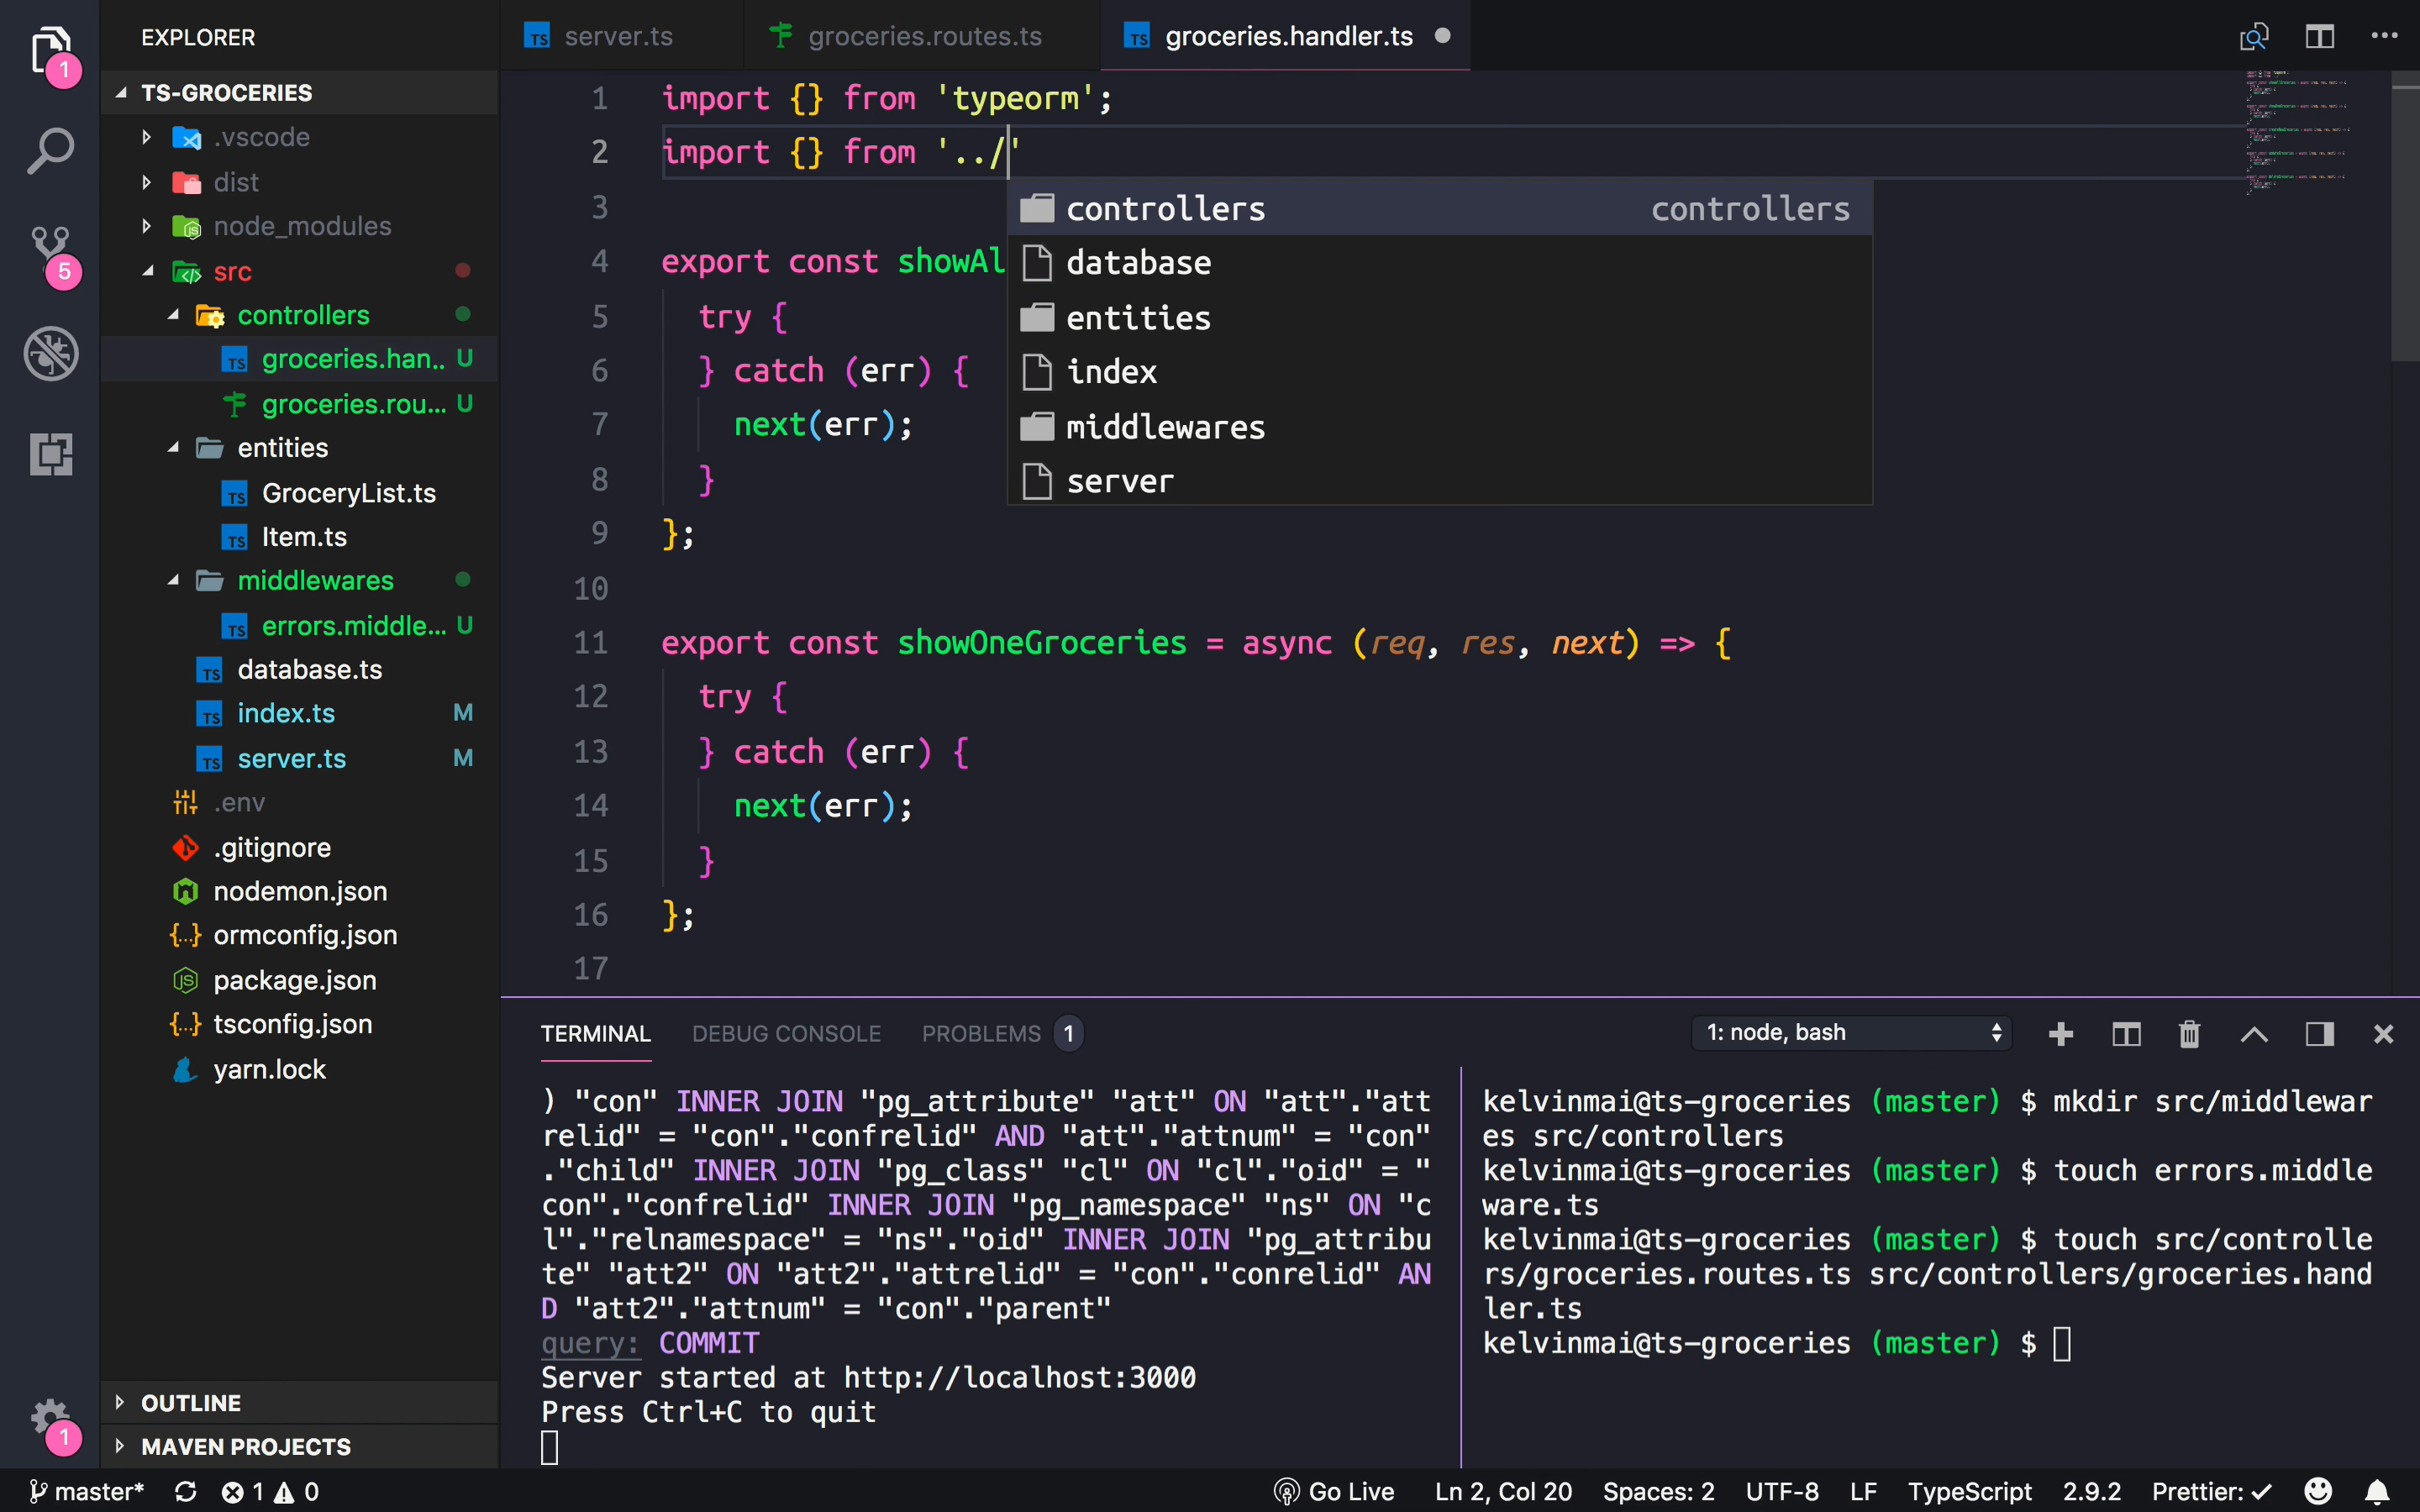 EXPLORER
TS-GROCERIES
.vscode
dist
node_modules
src
controllers
groceries.han.. U
groceries.rou... U
entities
GroceryList.ts
Item.ts
middlewares
errors.middle... U
database.ts
index.ts M
server.ts M
.env
.gitignore
nodemon.json
ormconfig.json
package.json
tsconfig.json
yarn.lock
OUTLINE
MAVEN PROJECTS
1
5
1
server.ts
groceries.routes.ts
groceries.handler.ts
1 import {} from 'typeorm';
2 import {} from '../'
3
4 export const showAl
5 try {
6 } catch (err) {
7 next(err);
8 }
9 };
10
11 export const showOneGroceries = async (req, res, next) => {
12 try {
13 } catch (err) {
14 next(err);
15 }
16 };
17
controllers controllers
database
entities
index
middlewares
server
TERMINAL DEBUG CONSOLE PROBLEMS 1
1: node, bash
) "con" INNER JOIN "pg_attribute" "att" ON "att"."att
relid" = "con"."confrelid" AND "att"."attnum" = "con"
."child" INNER JOIN "pg_class" "cl" ON "cl"."oid" = "
con"."confrelid" INNER JOIN "pg_namespace" "ns" ON "c
l"."relnamespace" = "ns"."oid" INNER JOIN "pg_attribu
te" "att2" ON "att2"."attrelid" = "con"."conrelid" AN
D "att2"."attnum" = "con"."parent"
query: COMMIT
Server started at http://localhost:3000
Press Ctrl+C to quit
kelvinmai@ts-groceries (master) $ mkdir src/middlewar
es src/controllers
kelvinmai@ts-groceries (master) $ touch errors.middle
ware.ts
kelvinmai@ts-groceries (master) $ touch src/controlle
rs/groceries.routes.ts src/controllers/groceries.hand
ler.ts
kelvinmai@ts-groceries (master) $
master* 1 0 Go Live Ln 2, Col 20 Spaces: 2 UTF-8 LF TypeScript 2.9.2 Prettier: ✓